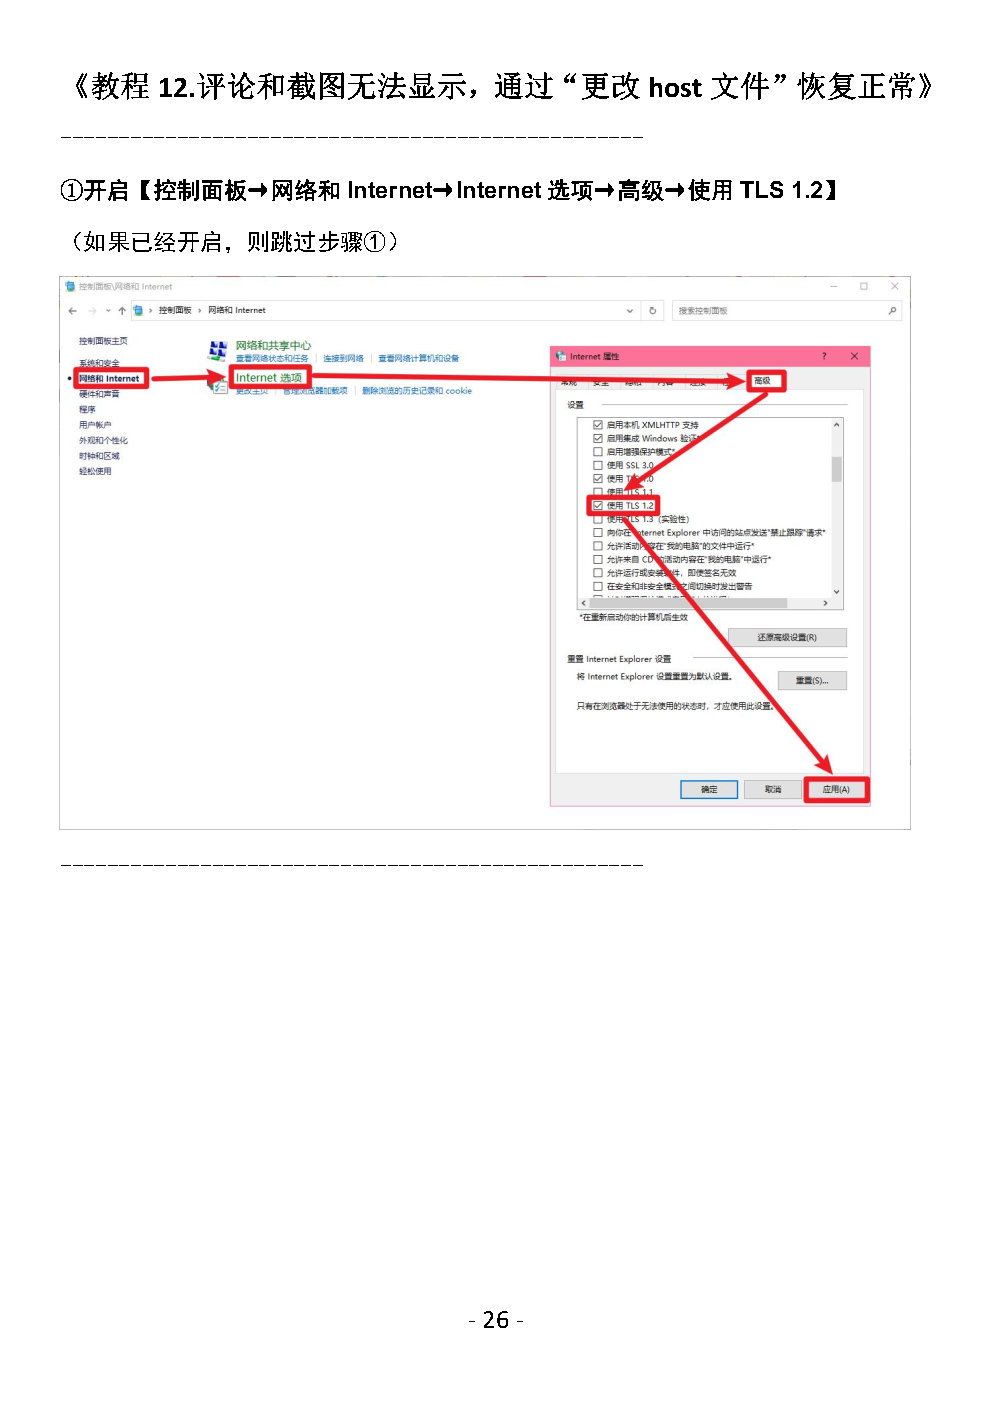 《教程 12.评论和截图无法显示，通过“更改 host 文件”恢复正常》
--------------------------------------------------
①开启【控制面板→网络和 Internet→Internet 选项→高级→使用 TLS 1.2】
（如果已经开启，则跳过步骤①）
控制面板\网络和 Internet
控制面板 › 网络和 Internet
搜索控制面板
控制面板主页
系统和安全
网络和 Internet
硬件和声音
程序
用户帐户
外观和个性化
时钟和区域
轻松使用
网络和共享中心
查看网络状态和任务 | 连接到网络 | 查看网络计算机和设备
Internet 选项
更改主页 | 管理浏览器加载项 | 删除浏览的历史记录和 cookie
Internet 属性
? ×
常规 安全 隐私 内容 连接 高级
设置
启用本机 XMLHTTP 支持
启用集成 Windows 验证*
启用增强保护模式*
使用 SSL 3.0
使用 TLS 1.0
使用 TLS 1.1
使用 TLS 1.2
使用 TLS 1.3（实验性）
向你在 Internet Explorer 中访问的站点发送"禁止跟踪"请求*
允许活动内容在"我的电脑"的文件中运行*
允许来自 CD 的活动内容在"我的电脑"中运行*
允许运行或安装软件，即使签名无效
在安全和非安全模式之间切换时发出警告
*在重新启动你的计算机后生效
还原高级设置(R)
重置 Internet Explorer 设置
将 Internet Explorer 设置重置为默认设置。
重置(S)...
只有在浏览器处于无法使用的状态时，才应使用此设置。
确定 取消 应用(A)
--------------------------------------------------
- 26 -